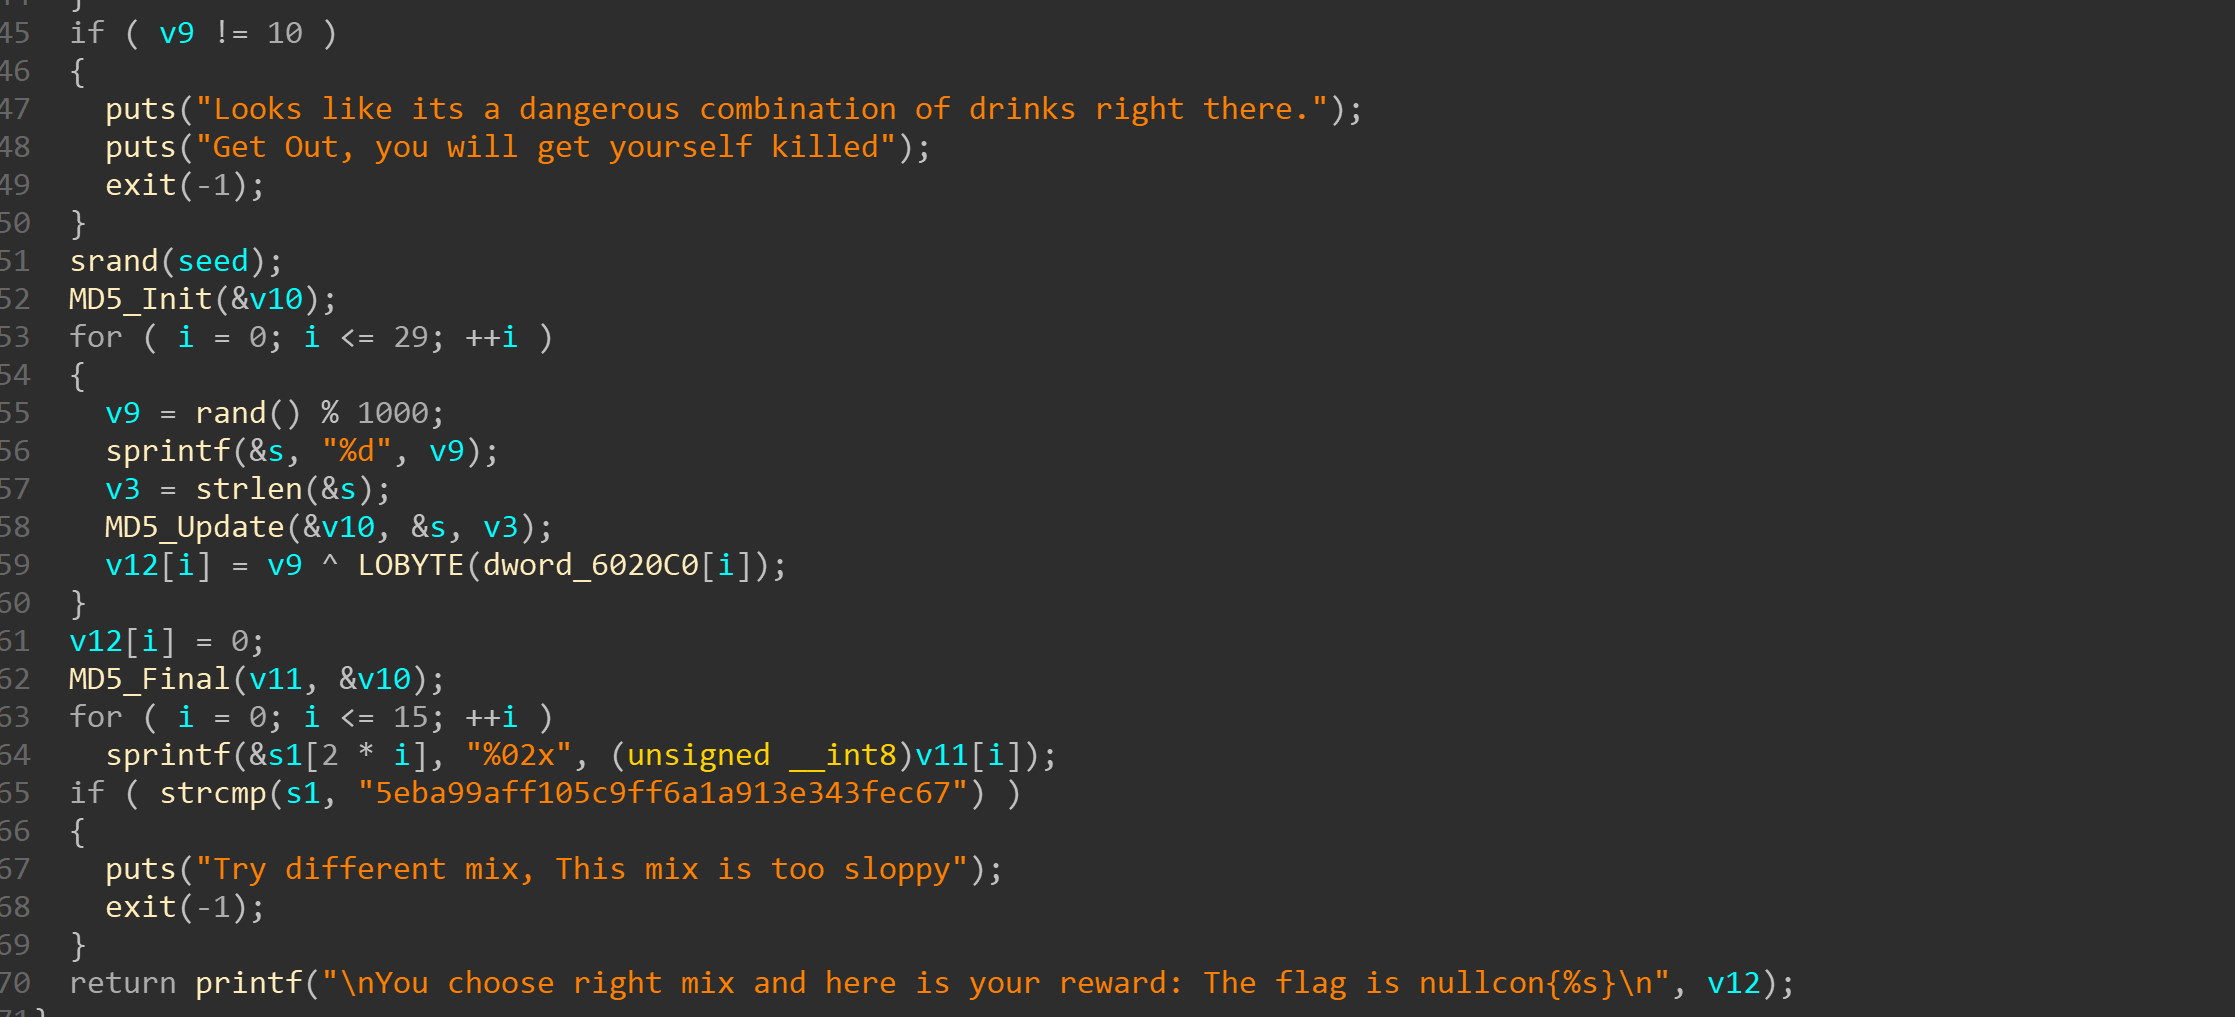 45 if ( v9 != 10 )
46 {
47 puts("Looks like its a dangerous combination of drinks right there.");
48 puts("Get Out, you will get yourself killed");
49 exit(-1);
50 }
51 srand(seed);
52 MD5_Init(&v10);
53 for ( i = 0; i <= 29; ++i )
54 {
55 v9 = rand() % 1000;
56 sprintf(&s, "%d", v9);
57 v3 = strlen(&s);
58 MD5_Update(&v10, &s, v3);
59 v12[i] = v9 ^ LOBYTE(dword_6020C0[i]);
60 }
61 v12[i] = 0;
62 MD5_Final(v11, &v10);
63 for ( i = 0; i <= 15; ++i )
64 sprintf(&s1[2 * i], "%02x", (unsigned __int8)v11[i]);
65 if ( strcmp(s1, "5eba99aff105c9ff6a1a913e343fec67") )
66 {
67 puts("Try different mix, This mix is too sloppy");
68 exit(-1);
69 }
70 return printf("\nYou choose right mix and here is your reward: The flag is nullcon{%s}\n", v12);
71 }